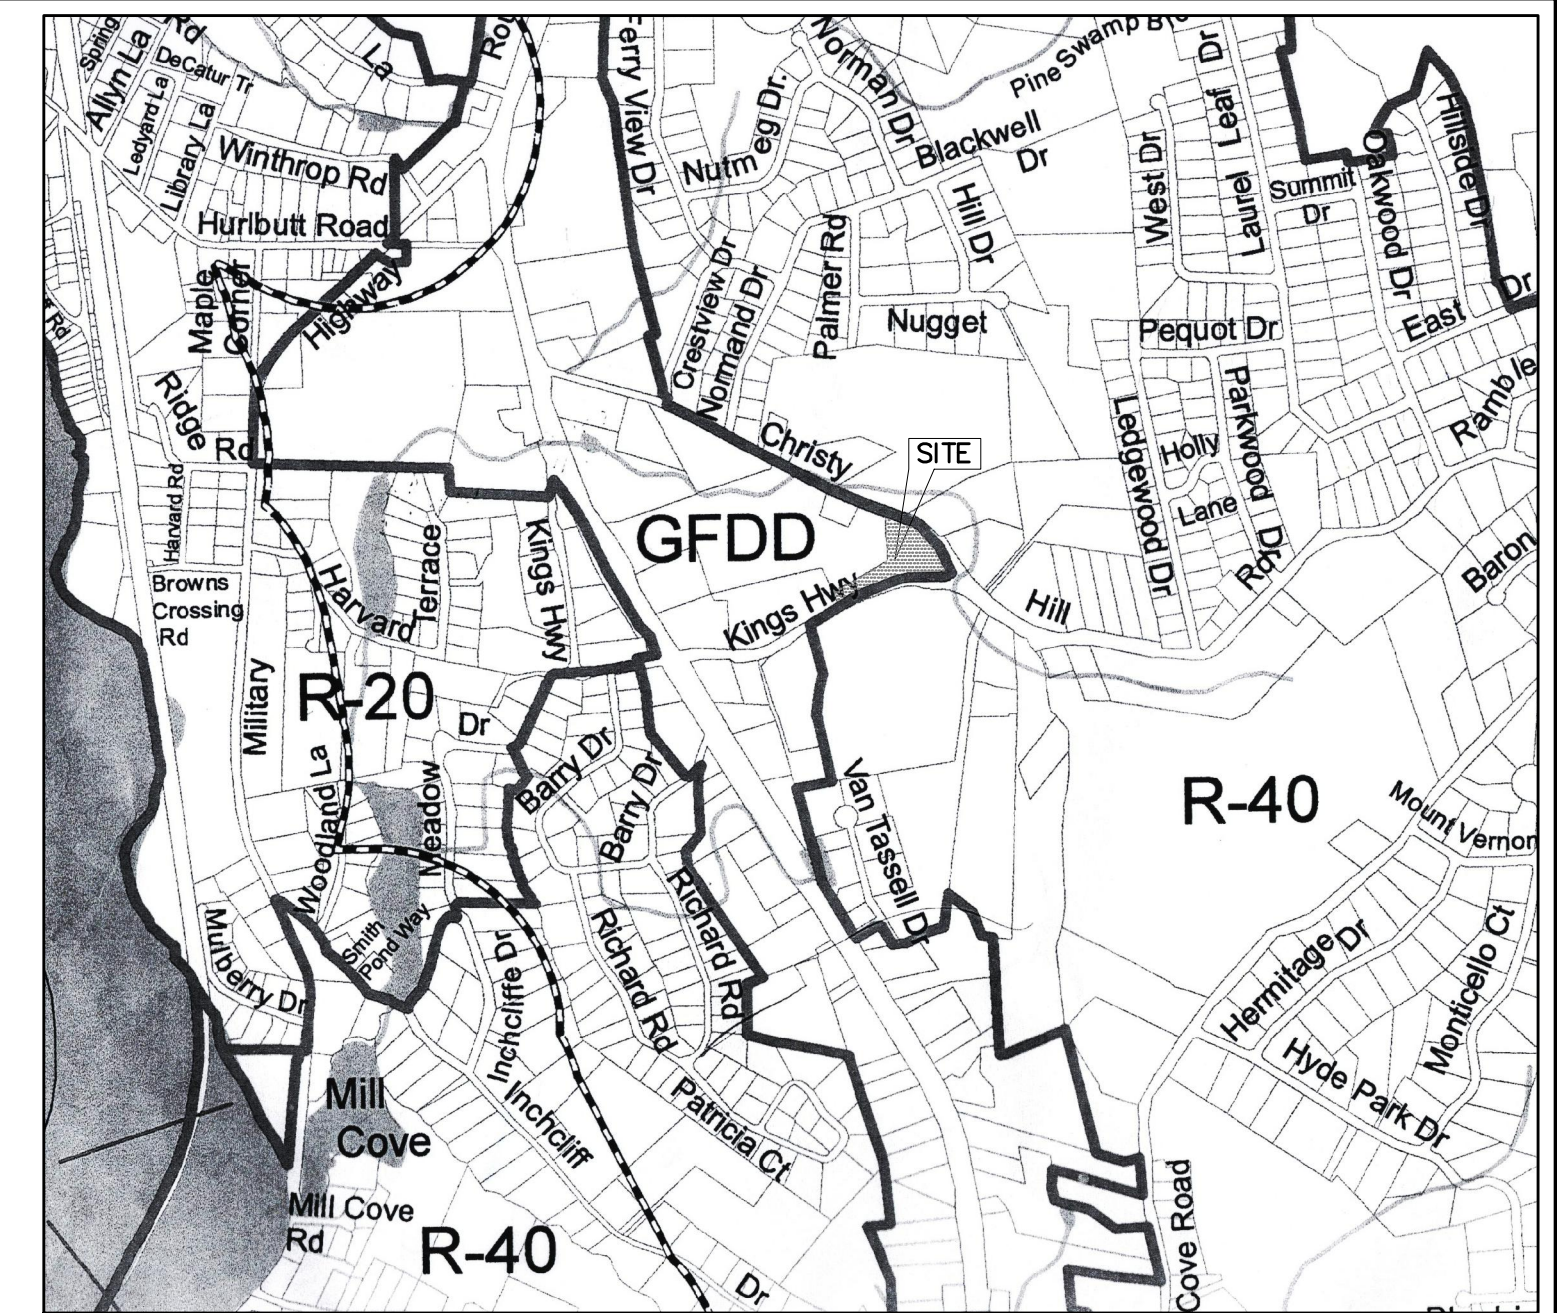 Spring
Allyn La
Rd
DeCatur Tr
Ledyard La
Library La
La
Rou
Winthrop Rd
Hurlbutt Road
Maple
Corner
Highway
Ferry View Dr
Nutmeg Dr.
Norman Dr
Pine Swamp
Blackwell
Dr
Hill Dr
Crestview Dr
Normand Dr
Palmer Rd
Nugget
West Dr
Laurel Leaf Dr
Summit
Dr
Oakwood Dr
Hillside Dr
East Dr
Pequot Dr
Ramble
Ridge
Rd
Rd
Harvard Rd
Browns
Crossing
Rd
Military
Harvard
Terrace
Kings Hwy
Christy
SITE
GFDD
Kings Hwy
Hill
Rd
Ledgewood Dr
Holly
Lane
Parkwood Dr
Baron
R-20
Dr
Woodland La
Meadow
Barry Dr
Barry Dr
Van Tassell Dr
R-40
Mount Vernon
Mulberry Dr
Smith
Pond Way
Inchcliffe Dr
Richard Rd
Richard Rd
Hermitage Dr
Monticello Ct
Hyde Park Dr
Mill
Cove
Inchcliff
Dr
Patricia Ct
Mill Cove
Rd
R-40
Cove Road